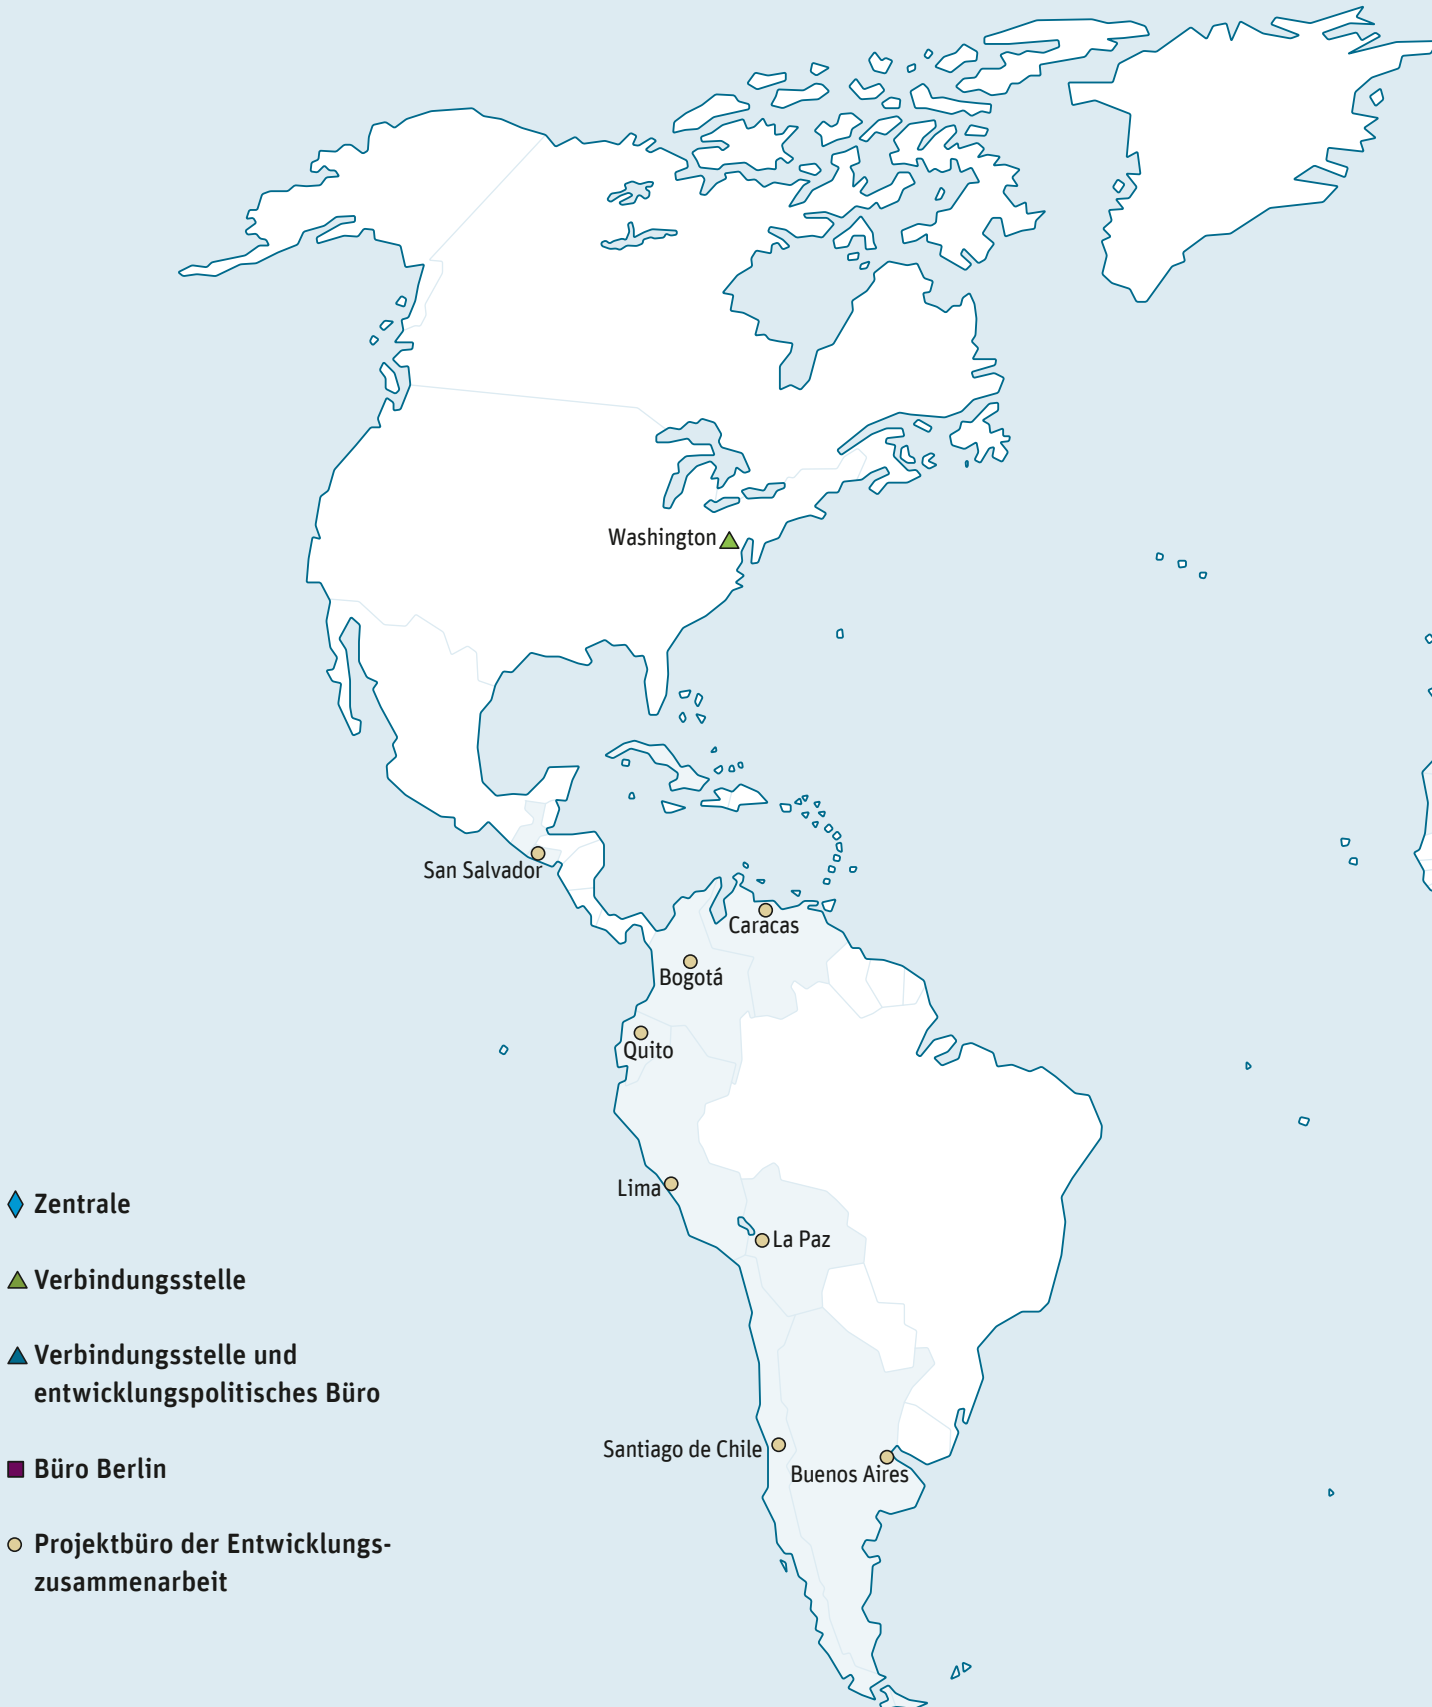 Washington
San Salvador
Caracas
Bogotá
Quito
Lima
La Paz
Santiago de Chile
Buenos Aires
Zentrale
Verbindungsstelle
Verbindungsstelle und
entwicklungspolitisches Büro
Büro Berlin
Projektbüro der Entwicklungs-
zusammenarbeit